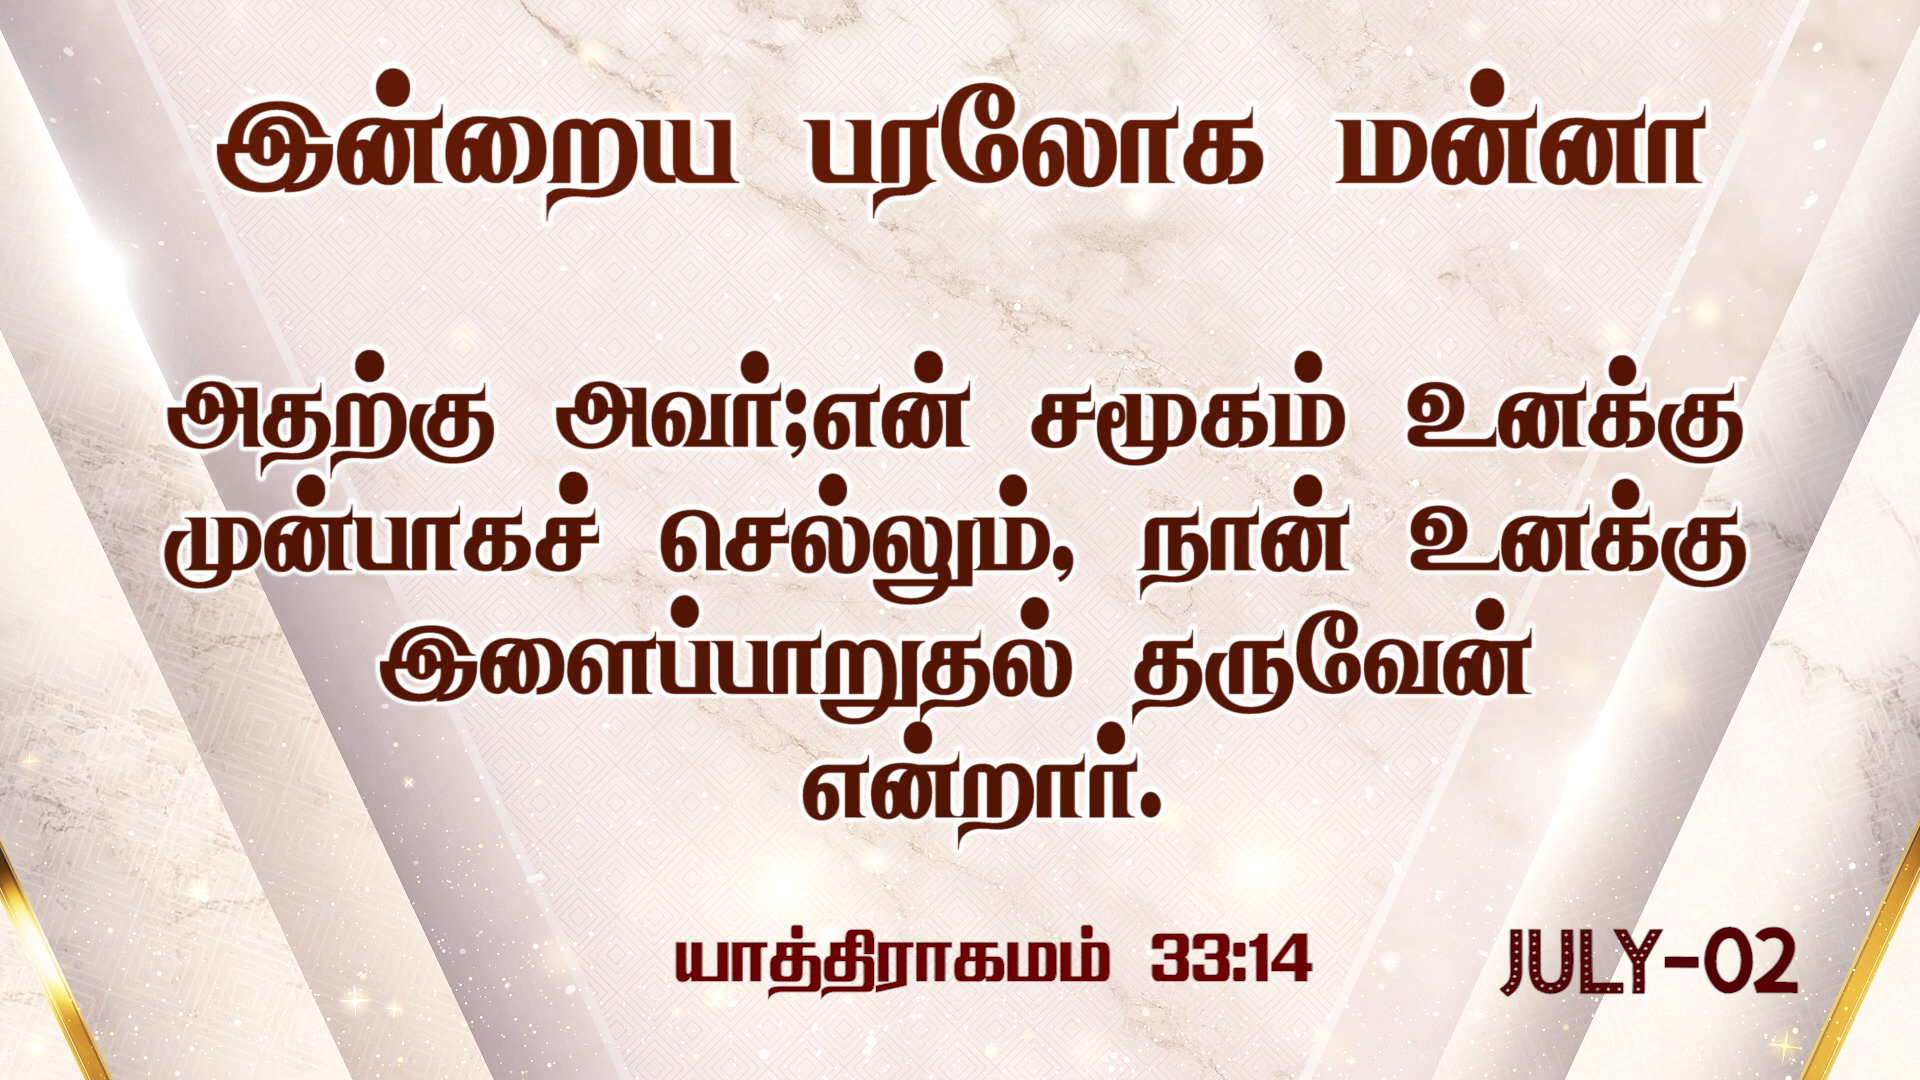 இன்றைய பரலோக மன்னா
அதற்கு அவர்;என் சமூகம் உனக்கு
முன்பாகச் செல்லும், நான் உனக்கு
இளைப்பாறுதல் தருவேன்
என்றார்.
யாத்திராகமம் 33:14
JULY-02